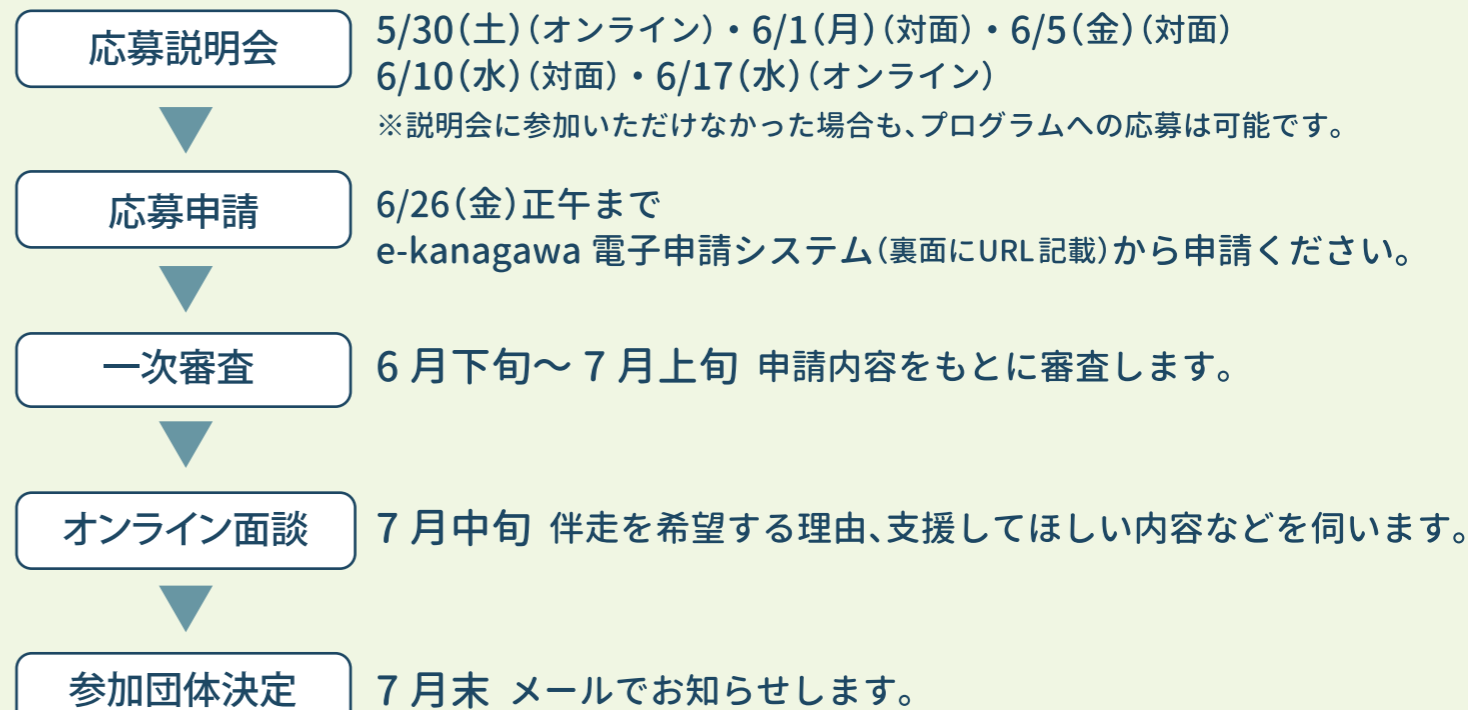 応募説明会
5/30(土)(オンライン)・6/1(月)(対面)・6/5(金)(対面)
6/10(水)(対面)・6/17(水)(オンライン)
※説明会に参加いただけなかった場合も、プログラムへの応募は可能です。
応募申請
6/26(金)正午まで
e-kanagawa 電子申請システム(裏面にURL記載)から申請ください。
一次審査
6月下旬〜7月上旬 申請内容をもとに審査します。
オンライン面談
7月中旬 伴走を希望する理由、支援してほしい内容などを伺います。
参加団体決定
7月末 メールでお知らせします。